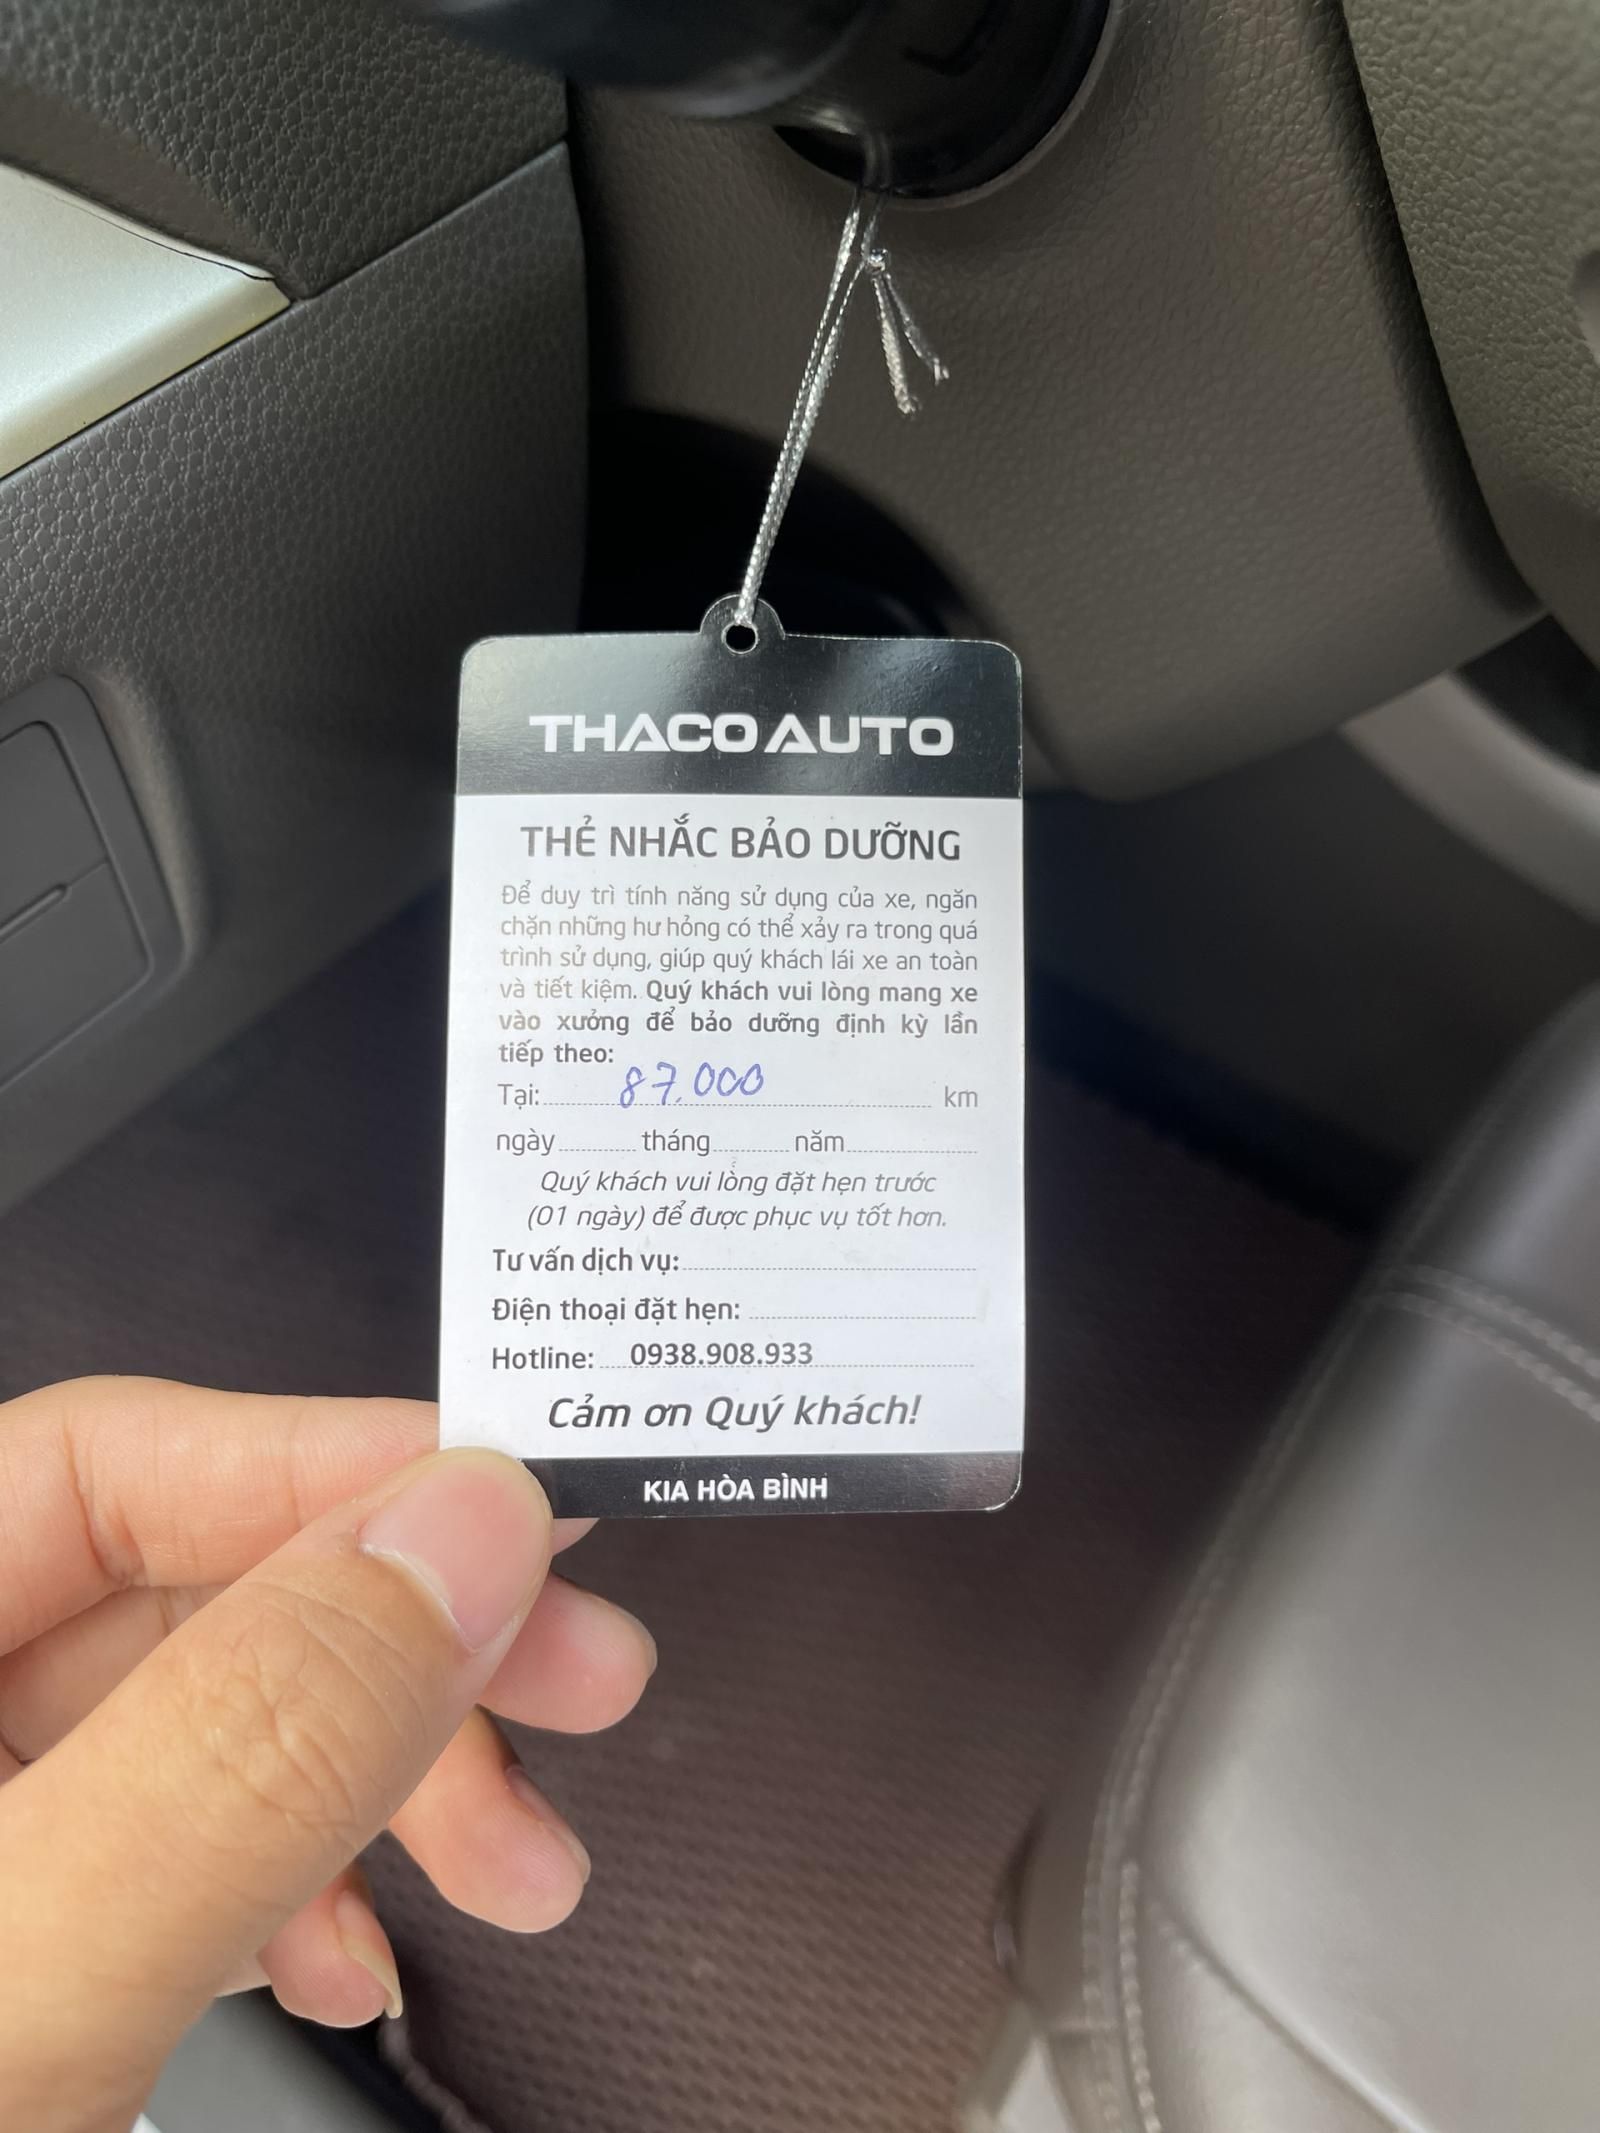 THACO AUTO
THẺ NHẮC BẢO DƯỠNG
Để duy trì tính năng sử dụng của xe, ngăn
chặn những hư hỏng có thể xảy ra trong quá
trình sử dụng, giúp quý khách lái xe an toàn
và tiết kiệm. Quý khách vui lòng mang xe
vào xưởng để bảo dưỡng định kỳ lần
tiếp theo:
Tại: 87.000 km
ngày tháng năm
Quý khách vui lòng đặt hẹn trước
(01 ngày) để được phục vụ tốt hơn.
Tư vấn dịch vụ:
Điện thoại đặt hẹn:
Hotline: 0938.908.933
Cảm ơn Quý khách!
KIA HÒA BÌNH